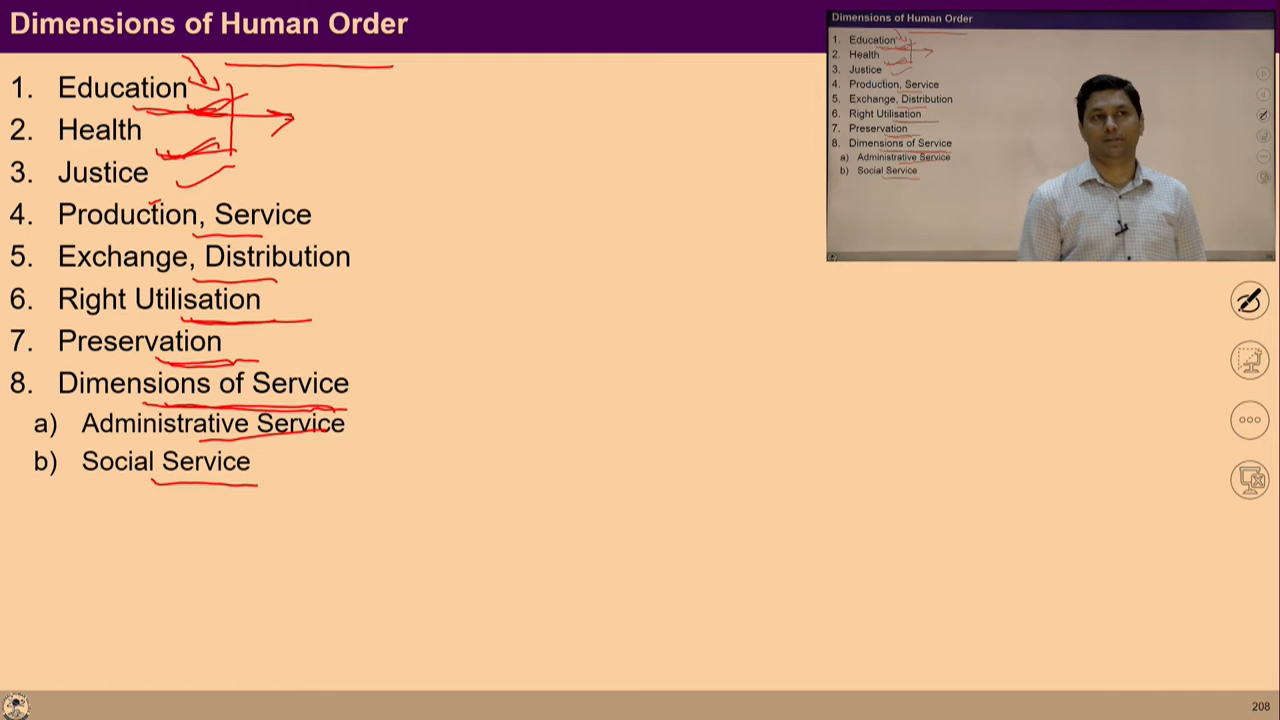 Dimensions of Human Order
1. Education
2. Health
3. Justice
4. Production, Service
5. Exchange, Distribution
6. Right Utilisation
7. Preservation
8. Dimensions of Service
a) Administrative Service
b) Social Service
Dimensions of Human Order
1. Education
2. Health
3. Justice
4. Production, Service
5. Exchange, Distribution
6. Right Utilisation
7. Preservation
8. Dimensions of Service
a) Administrative Service
b) Social Service
208